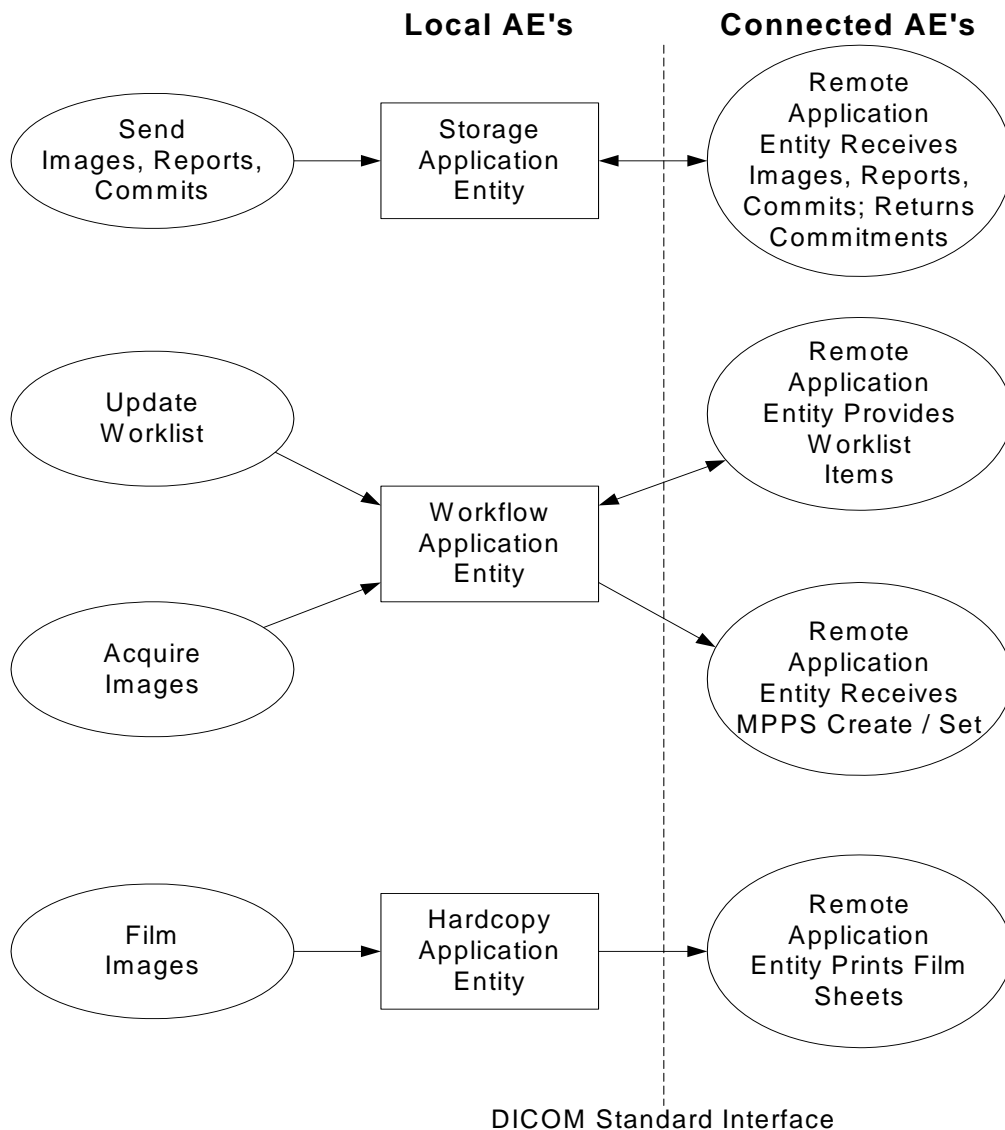 Local AE's
Connected AE's
Send
Images, Reports,
Commits
Storage
Application
Entity
Remote
Application
Entity Receives
Images, Reports,
Commits; Returns
Commitments
Update
Worklist
Remote
Application
Entity Provides
Worklist
Items
Workflow
Application
Entity
Acquire
Images
Remote
Application
Entity Receives
MPPS Create / Set
Film
Images
Hardcopy
Application
Entity
Remote
Application
Entity Prints Film
Sheets
DICOM Standard Interface